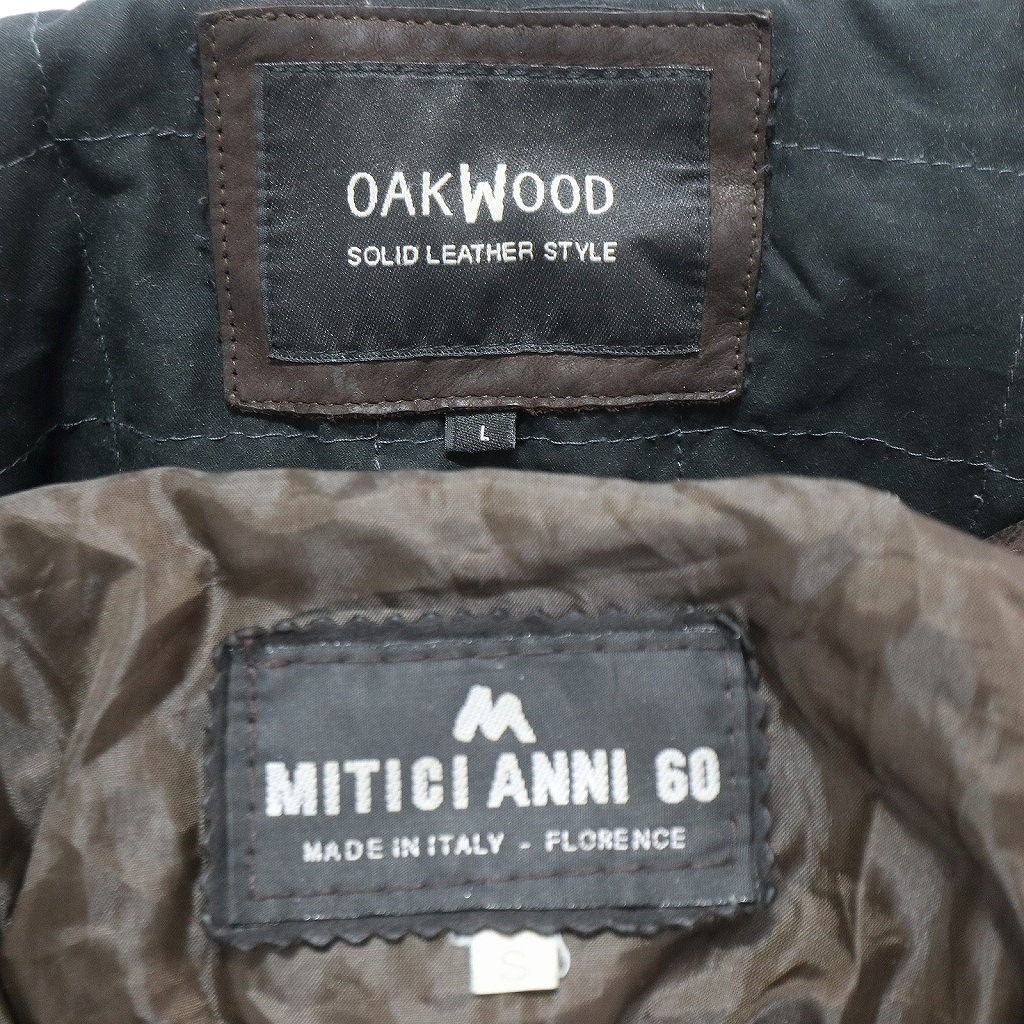 OAKWOOD
SOLID LEATHER STYLE
L
M
MITICI ANNI 60
MADE IN ITALY - FLORENCE
S